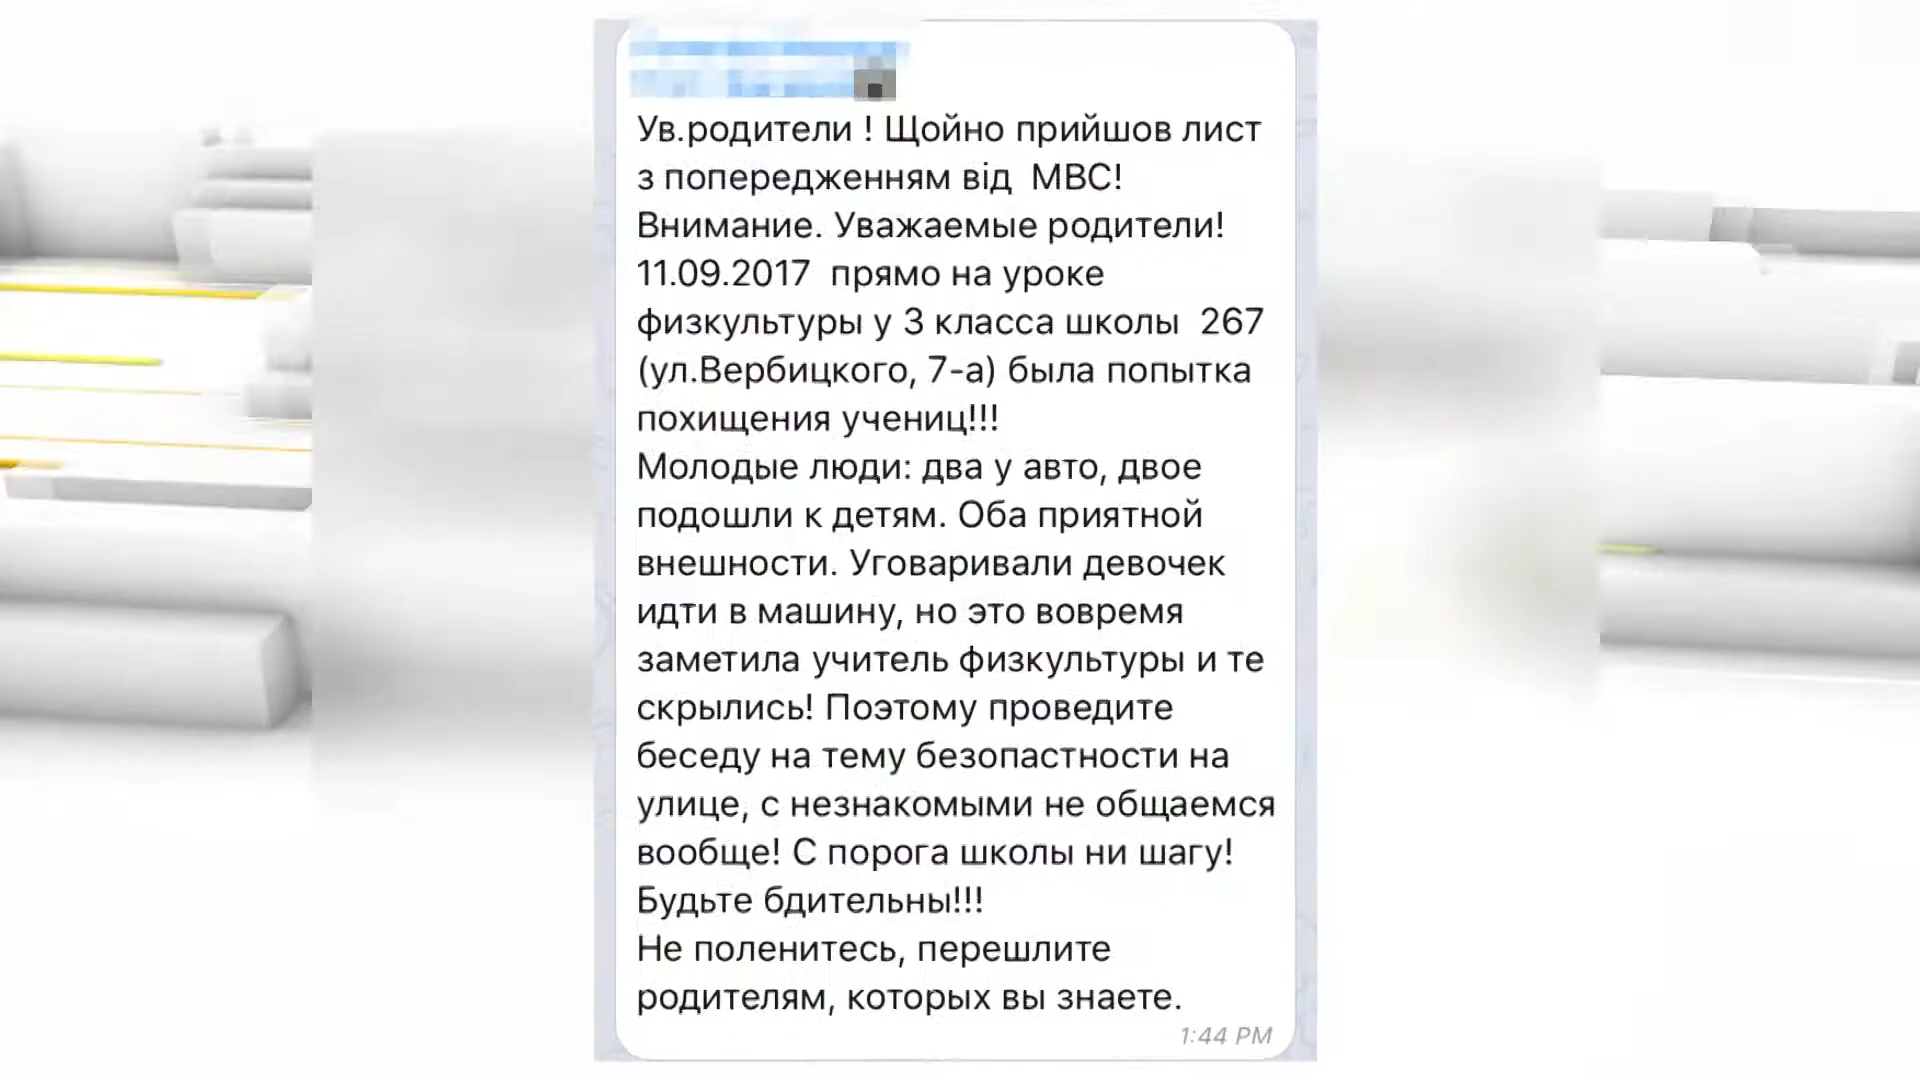 Ув.родители ! Щойно прийшов лист
з попередженням від МВС!
Внимание. Уважаемые родители!
11.09.2017 прямо на уроке
физкультуры у 3 класса школы 267
(ул.Вербицкого, 7-а) была попытка
похищения учениц!!!
Молодые люди: два у авто, двое
подошли к детям. Оба приятной
внешности. Уговаривали девочек
идти в машину, но это вовремя
заметила учитель физкультуры и те
скрылись! Поэтому проведите
беседу на тему безопастности на
улице, с незнакомыми не общаемся
вообще! С порога школы ни шагу!
Будьте бдительны!!!
Не поленитесь, перешлите
родителям, которых вы знаете.
1:44 PM